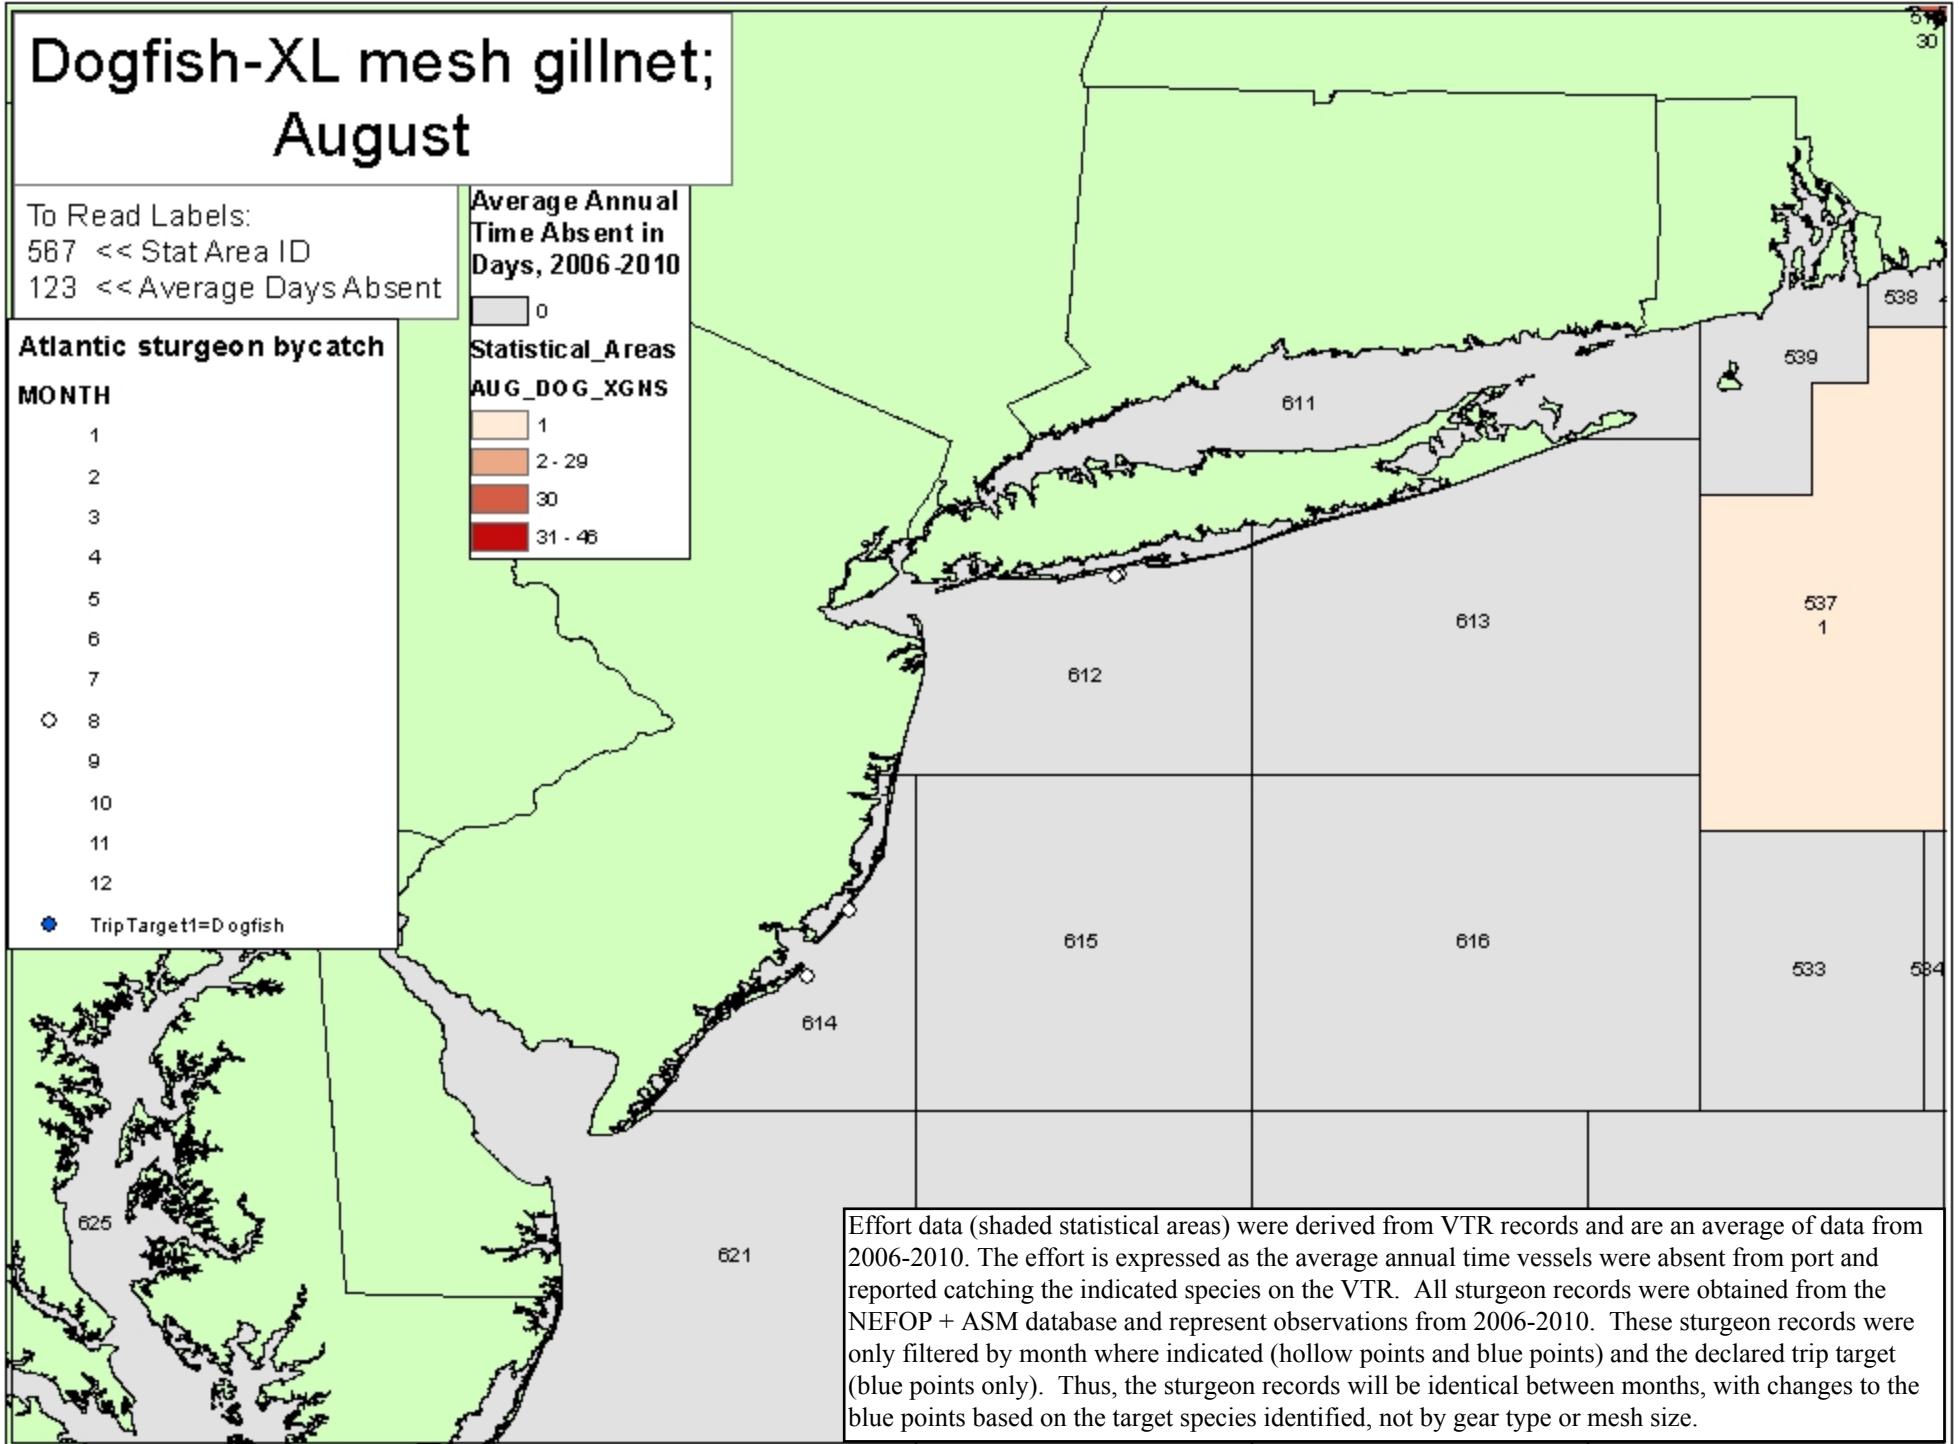 Dogfish-XL mesh gillnet;
August
To Read Labels:
567 << Stat Area ID
123 << Average Days Absent
Average Annual
Time Absent in
Days, 2006-2010
0
Statistical_Areas
AUG_DOG_XGNS
1
2 - 29
30
31 - 46
Atlantic sturgeon bycatch
MONTH
1
2
3
4
5
6
7
8
9
10
11
12
TripTarget1=Dogfish
30
538
539
611
537
1
613
612
615
616
533
534
614
625
621
Effort data (shaded statistical areas) were derived from VTR records and are an average of data from
2006-2010. The effort is expressed as the average annual time vessels were absent from port and
reported catching the indicated species on the VTR. All sturgeon records were obtained from the
NEFOP + ASM database and represent observations from 2006-2010. These sturgeon records were
only filtered by month where indicated (hollow points and blue points) and the declared trip target
(blue points only). Thus, the sturgeon records will be identical between months, with changes to the
blue points based on the target species identified, not by gear type or mesh size.